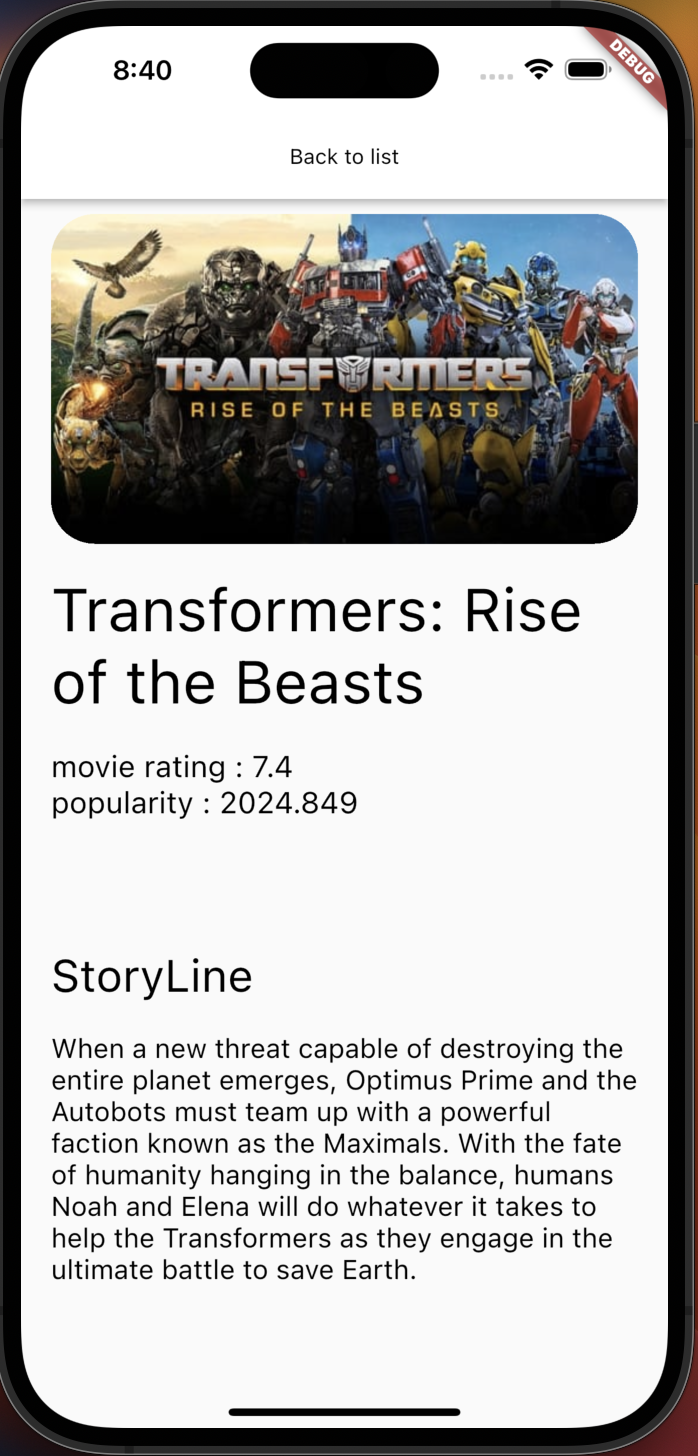 8:40
DEBUG
Back to list
TRANSFORMERS
RISE OF THE BEASTS
Transformers: Rise
of the Beasts
movie rating : 7.4
popularity : 2024.849
StoryLine
When a new threat capable of destroying the
entire planet emerges, Optimus Prime and the
Autobots must team up with a powerful
faction known as the Maximals. With the fate
of humanity hanging in the balance, humans
Noah and Elena will do whatever it takes to
help the Transformers as they engage in the
ultimate battle to save Earth.